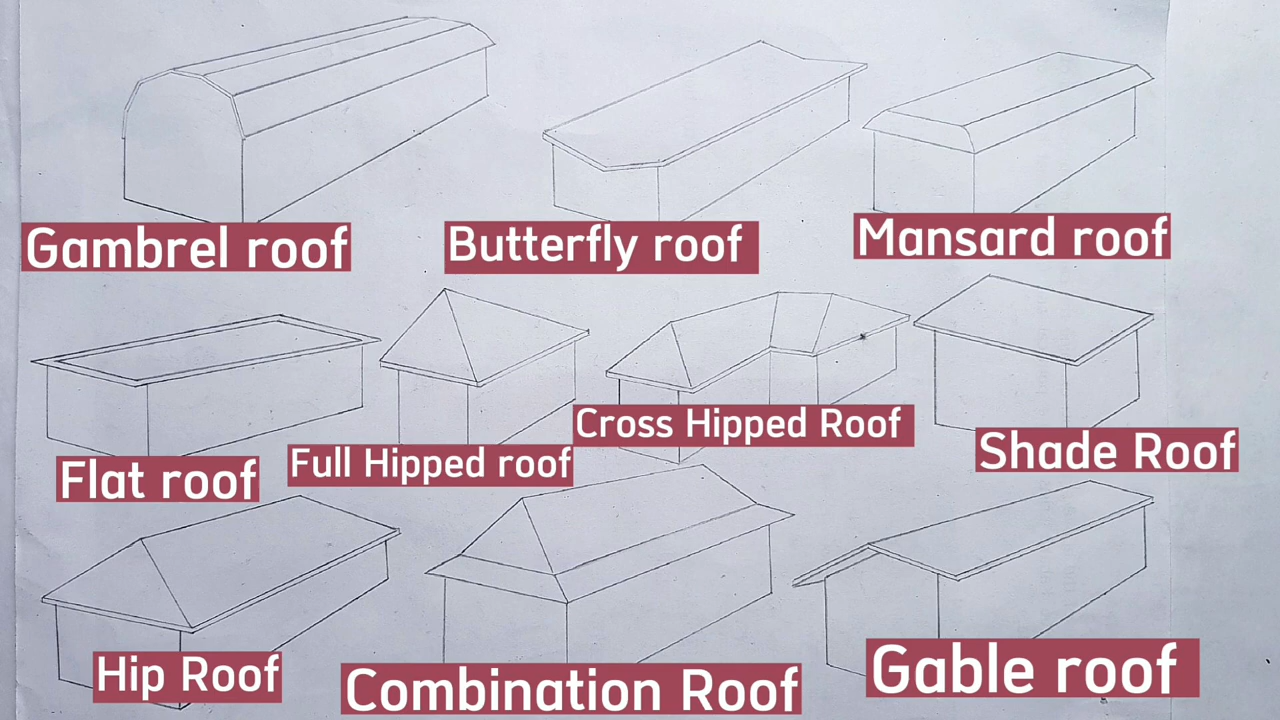 Gambrel roof
Butterfly roof
Mansard roof
Flat roof
Full Hipped roof
Cross Hipped Roof
Shade Roof
Hip Roof
Combination Roof
Gable roof